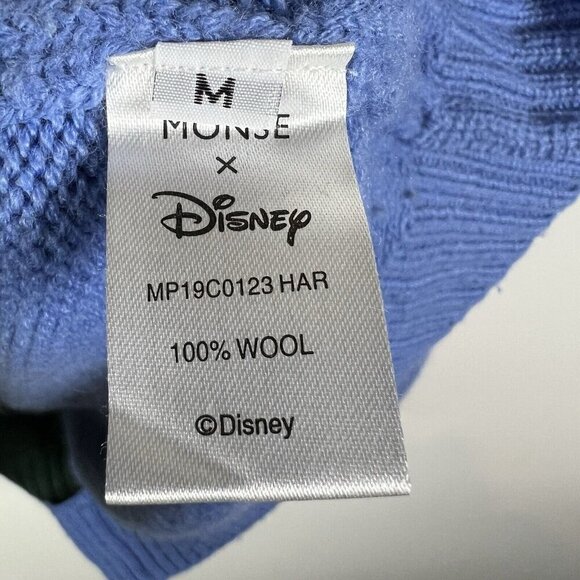 M
MONSE
×
Disney
MP19C0123 HAR
100% WOOL
©Disney